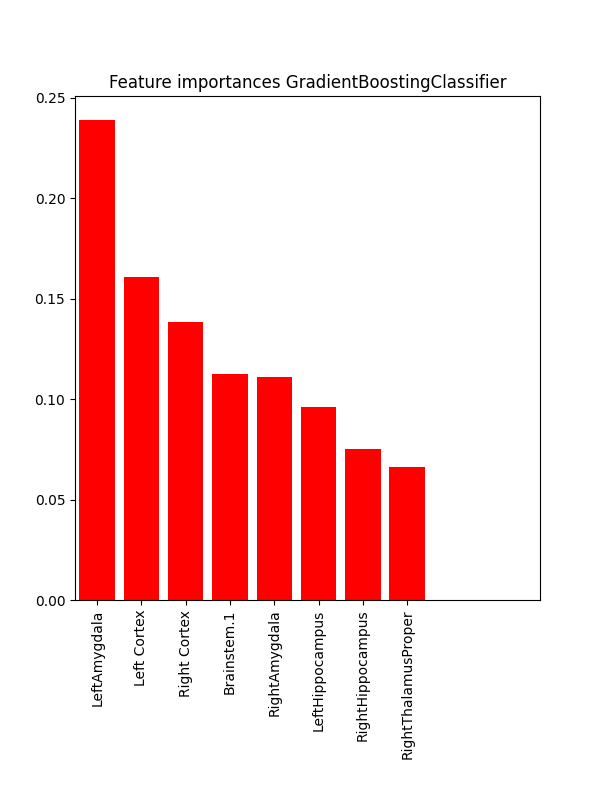 Feature importances GradientBoostingClassifier
0.25
0.20
0.15
0.10
0.05
0.00
LeftAmygdala
Left Cortex
Right Cortex
Brainstem.1
RightAmygdala
LeftHippocampus
RightHippocampus
RightThalamusProper